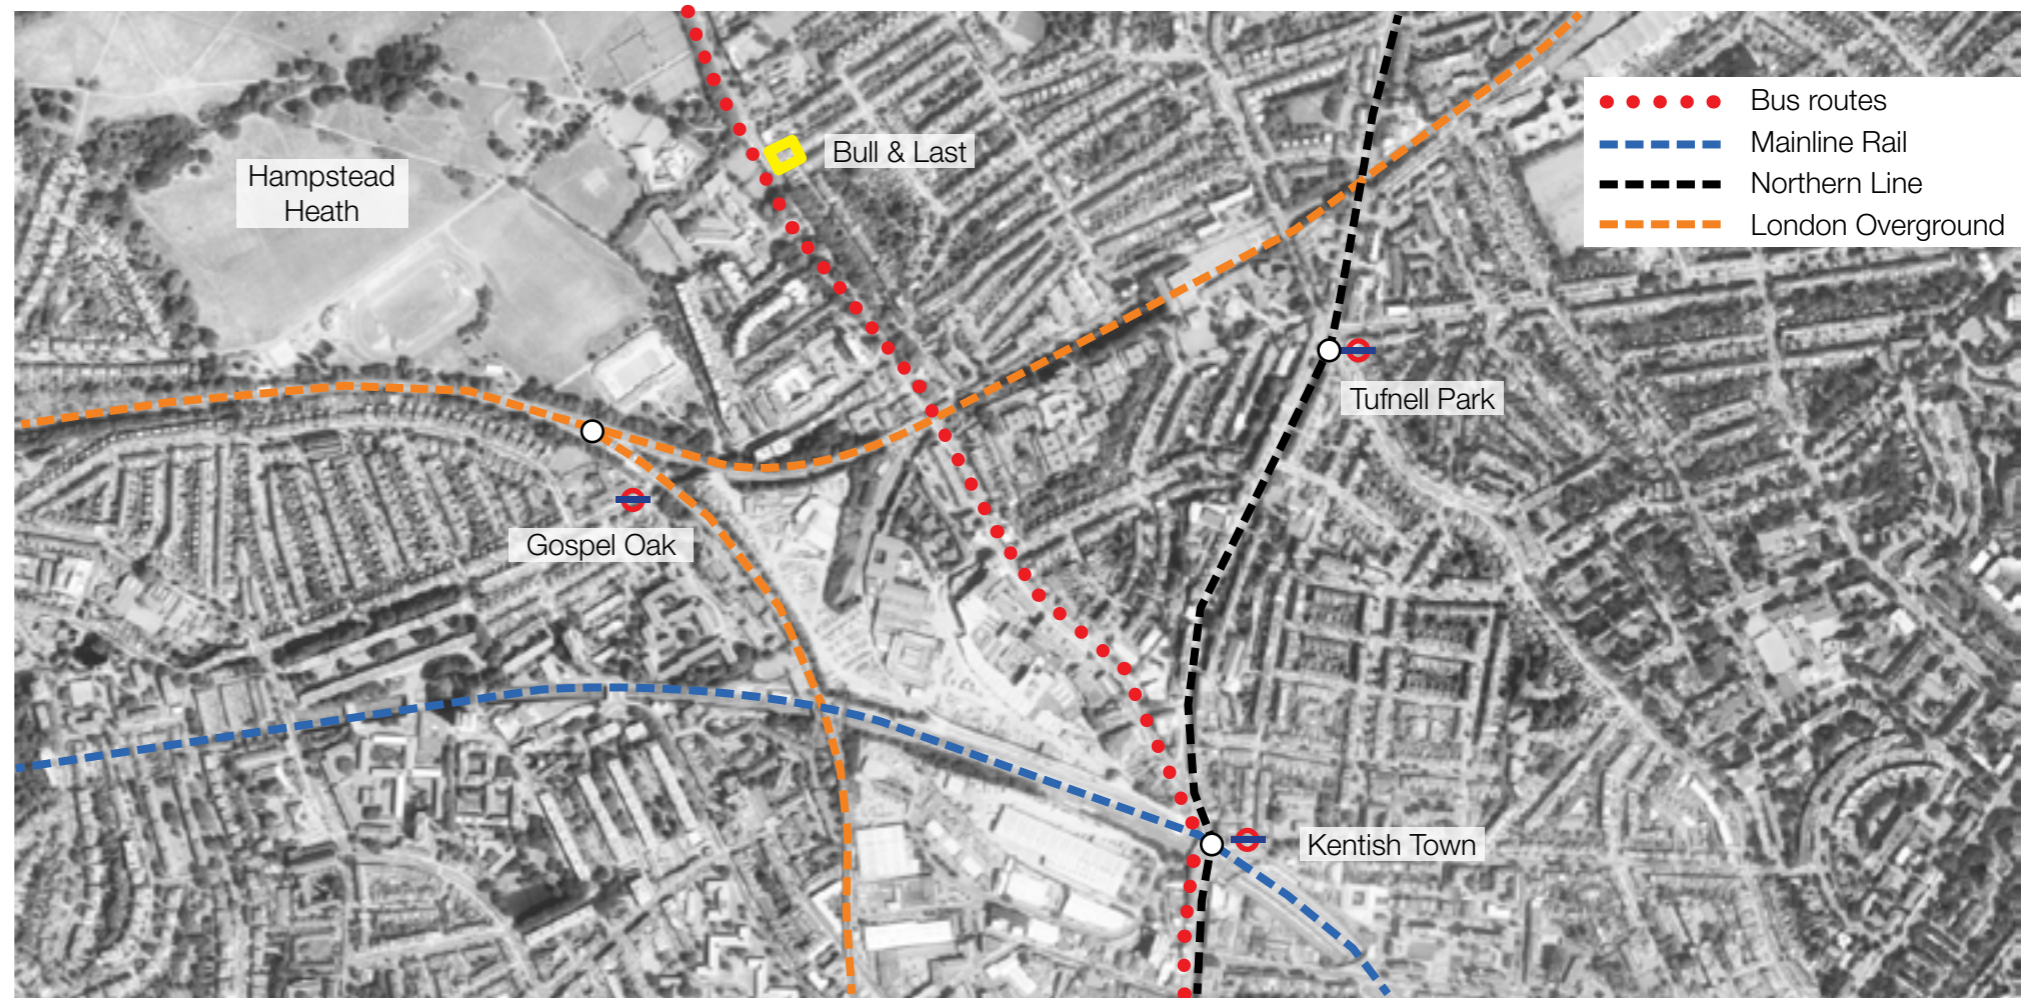 Bus routes
Mainline Rail
Northern Line
London Overground
Bull & Last
Hampstead
Heath
Tufnell Park
Gospel Oak
Kentish Town